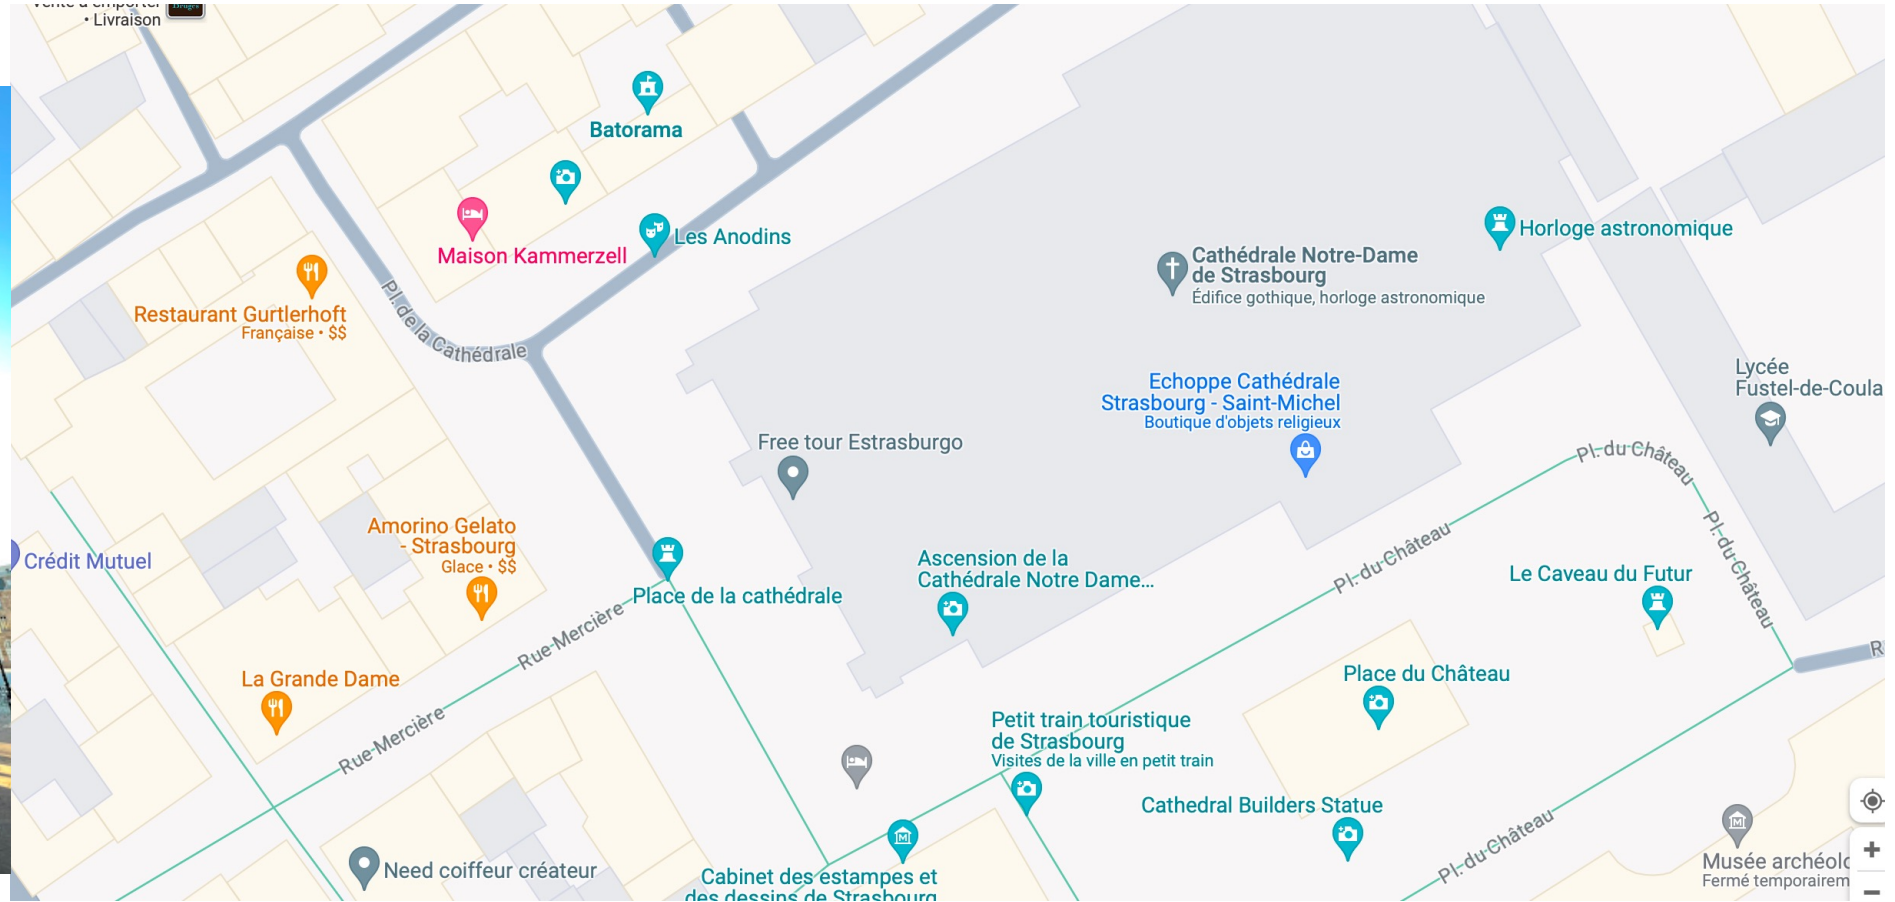 • Livraison
Batorama
Maison Kammerzell
Les Anodins
Horloge astronomique
Cathédrale Notre-Dame
de Strasbourg
Édifice gothique, horloge astronomique
Restaurant Gurtlerhoft
Française • $$
Pl. de la Cathédrale
Echoppe Cathédrale
Strasbourg - Saint-Michel
Boutique d'objets religieux
Lycée
Fustel-de-Coula
Free tour Estrasburgo
Pl. du Château
Pl. du Château
Pl. du Château
Amorino Gelato
- Strasbourg
Glace • $$
Crédit Mutuel
Ascension de la
Cathédrale Notre Dame...
Le Caveau du Futur
Place de la cathédrale
Rue Mercière
La Grande Dame
Rue Mercière
Place du Château
Petit train touristique
de Strasbourg
Visites de la ville en petit train
Cathedral Builders Statue
Pl. du Château
R
Need coiffeur créateur
Cabinet des estampes et
des dessins de Strasbourg
Musée archéolo
Fermé temporairem